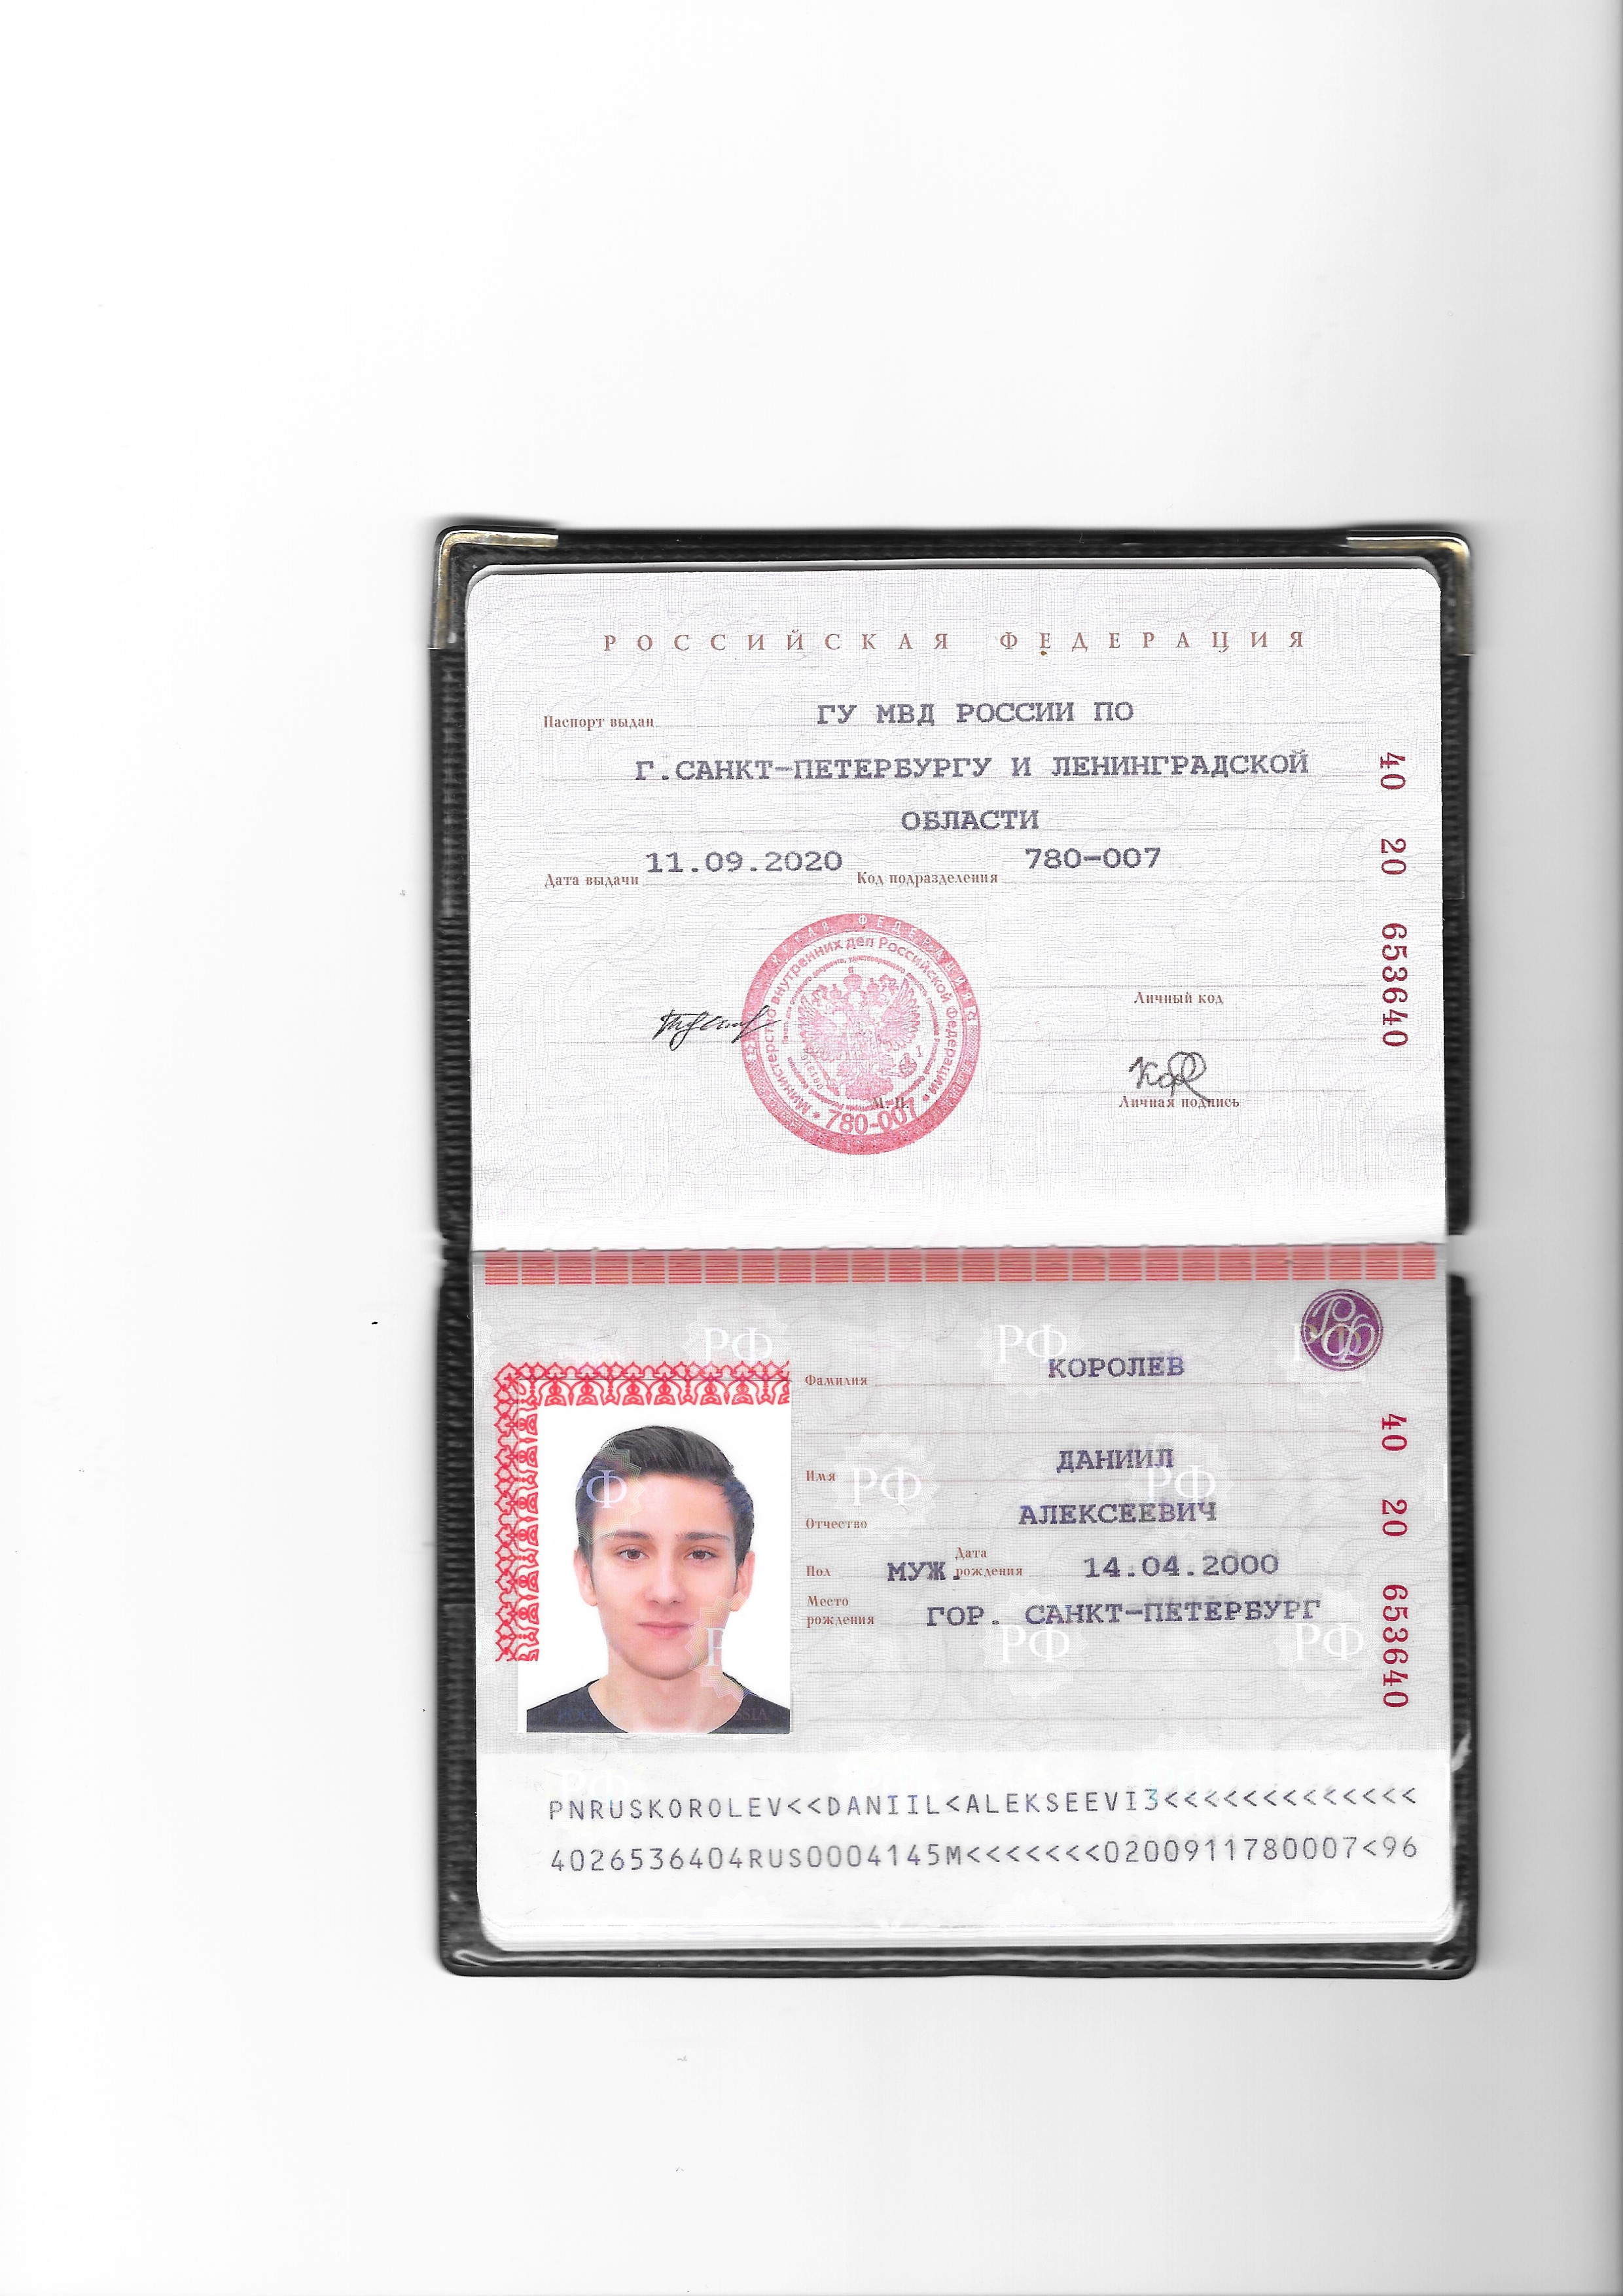 РОССИЙСКАЯ ФЕДЕРАЦИЯ
Паспорт выдан ГУ МВД РОССИИ ПО
Г.САНКТ-ПЕТЕРБУРГУ И ЛЕНИНГРАДСКОЙ
ОБЛАСТИ
Дата выдачи 11.09.2020 Код подразделения 780-007
40 20 653640
Министерство внутренних дел Российской Федерации
780-007
М.П.
Личный код
Личная подпись
Фамилия КОРОЛЕВ
Имя ДАНИИЛ
Отчество АЛЕКСЕЕВИЧ
Пол МУЖ. Дата рождения 14.04.2000
Место рождения ГОР. САНКТ-ПЕТЕРБУРГ
40 20 653640
РФ
PNRUSKOROLEV<<DANIIL<ALEKSEEVI3<<<<<<<<<<<<<
4026536404RUS0004145M<<<<<<<0200911780007<96